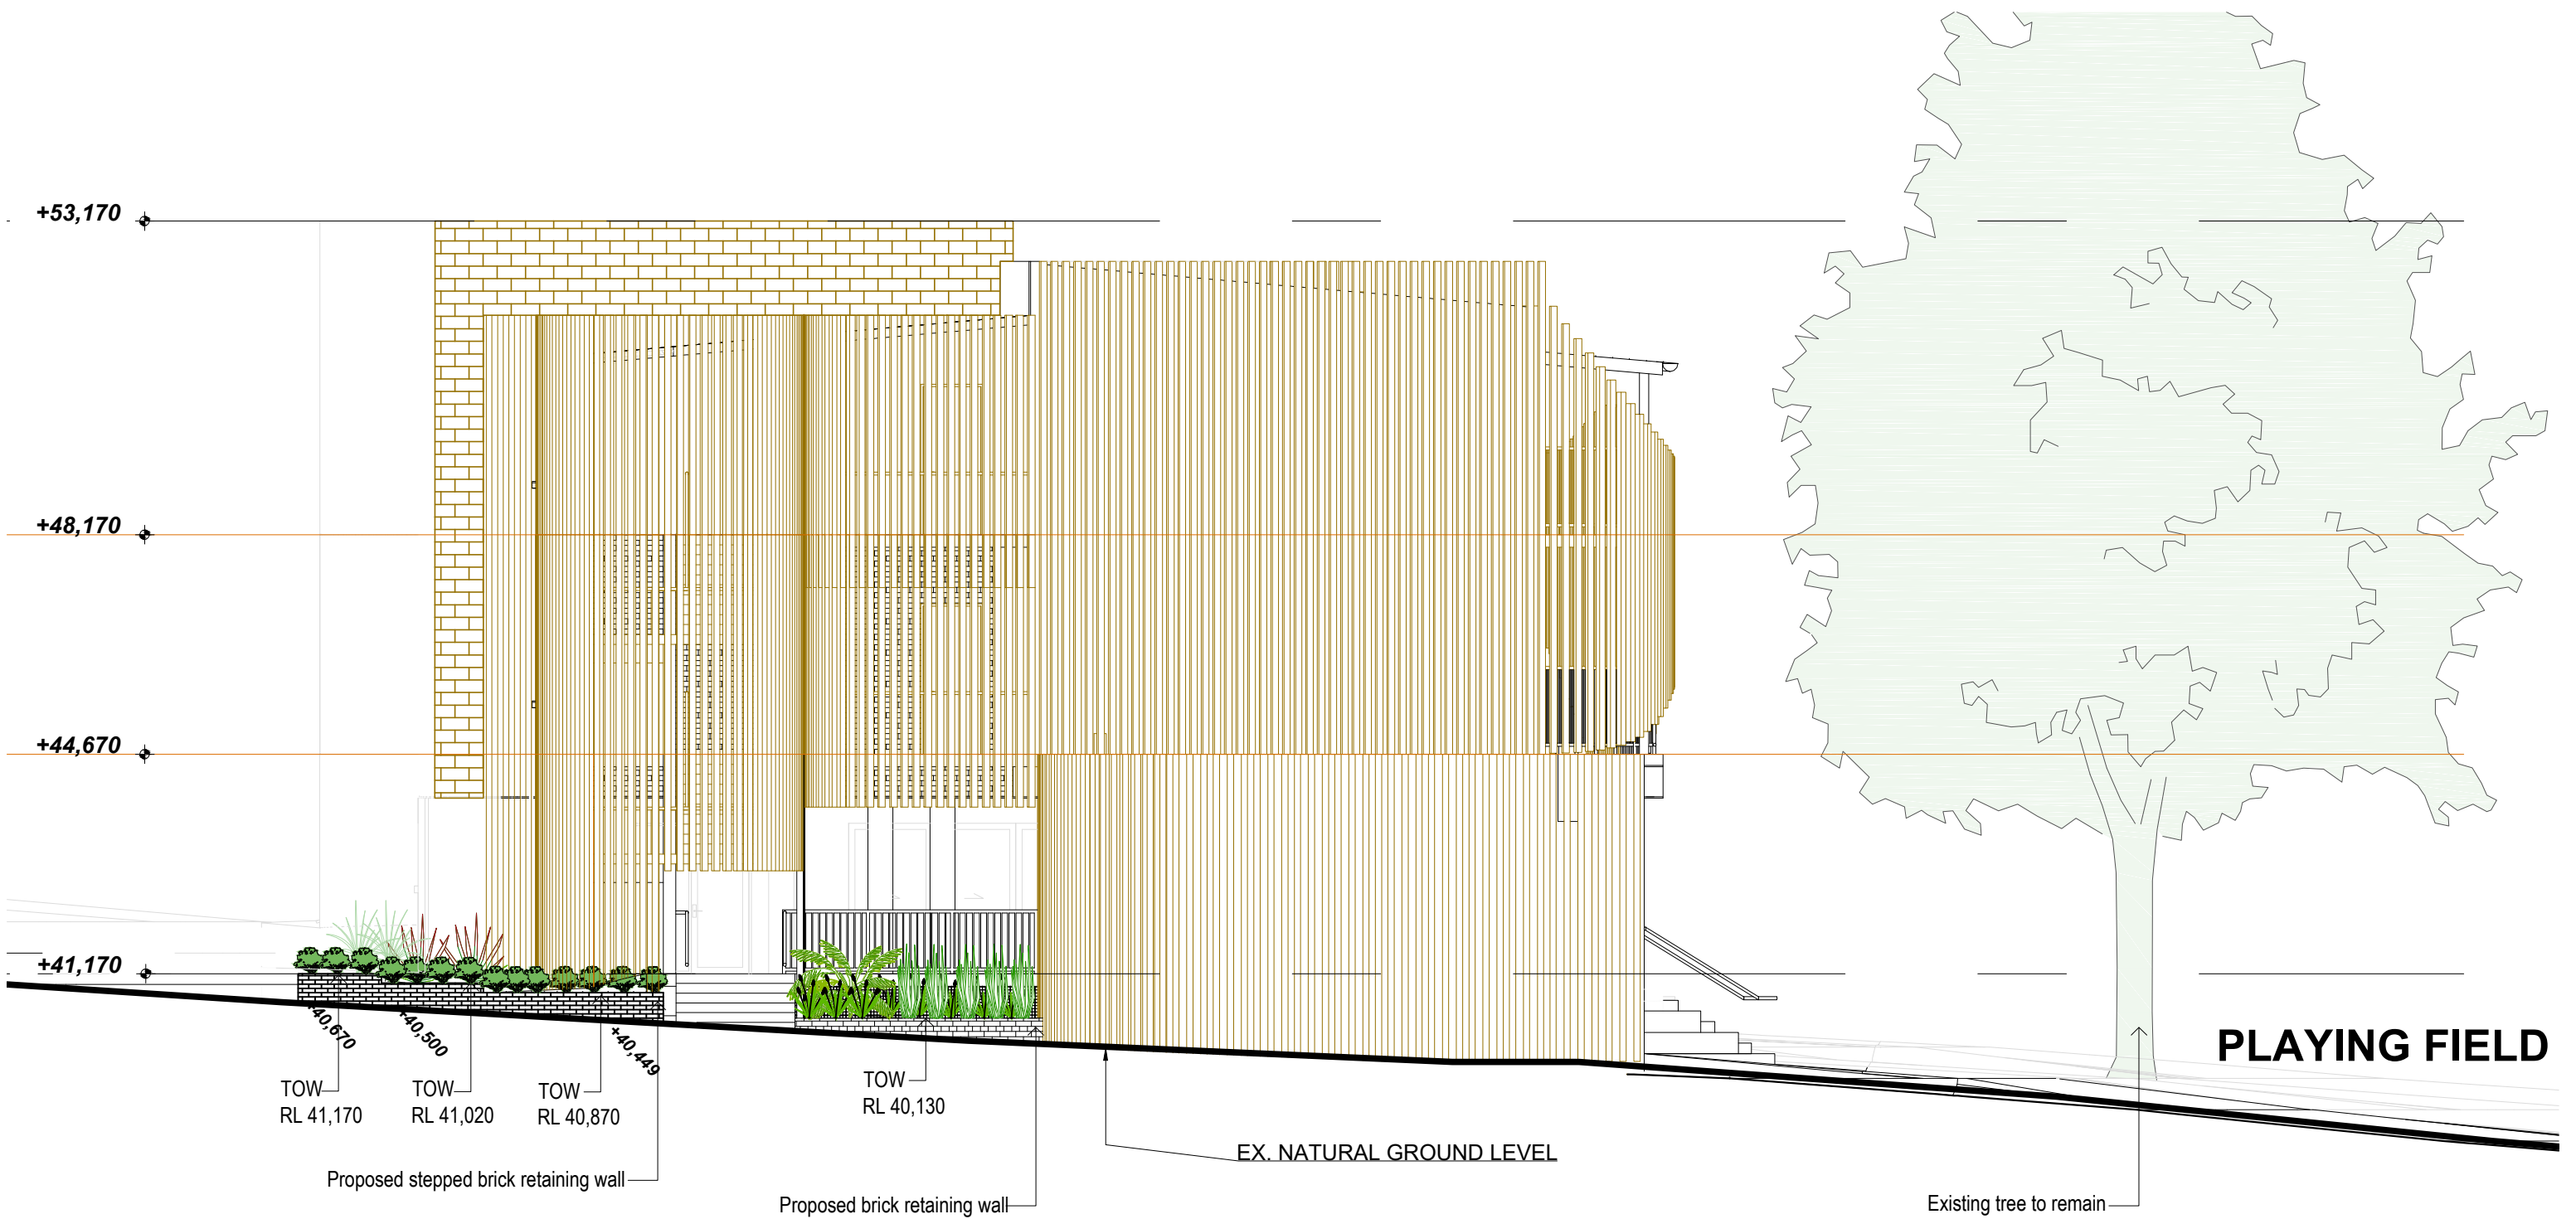 +53,170
+48,170
+44,670
+41,170
+40,670
+40,500
+40,449
PLAYING FIELD
TOW
RL 41,170
TOW
RL 41,020
TOW
RL 40,870
TOW
RL 40,130
EX. NATURAL GROUND LEVEL
Proposed stepped brick retaining wall
Proposed brick retaining wall
Existing tree to remain